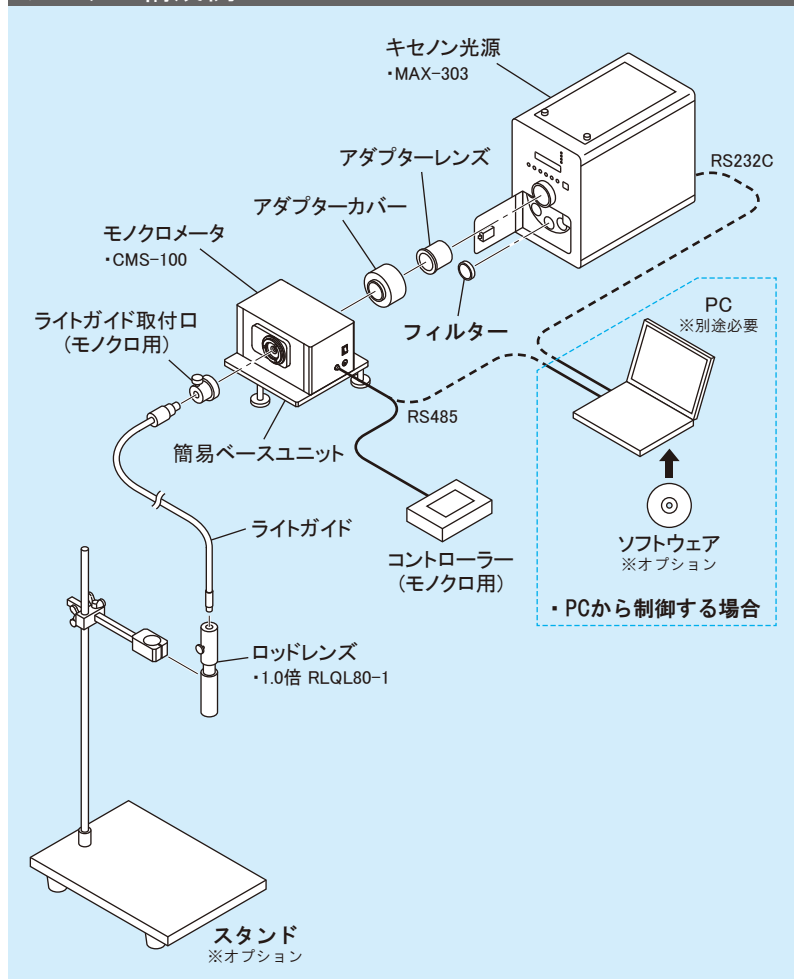 キセノン光源
・MAX-303
アダプターレンズ
RS232C
アダプターカバー
モノクロメータ
・CMS-100
フィルター
PC
※別途必要
ライトガイド取付口
(モノクロ用)
RS485
簡易ベースユニット
ライトガイド
コントローラー
(モノクロ用)
ソフトウェア
※オプション
・PCから制御する場合
ロッドレンズ
・1.0倍 RLQL80-1
スタンド
※オプション